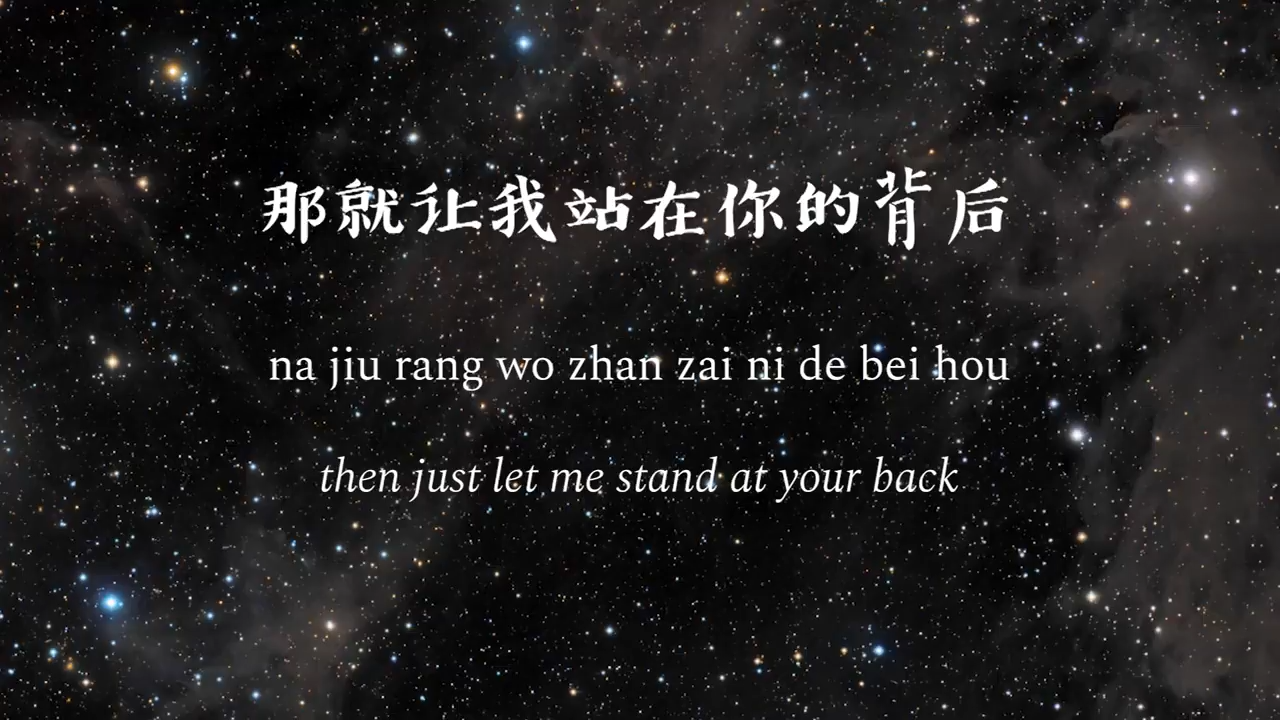 那就让我站在你的背后
na jiu rang wo zhan zai ni de bei hou
then just let me stand at your back